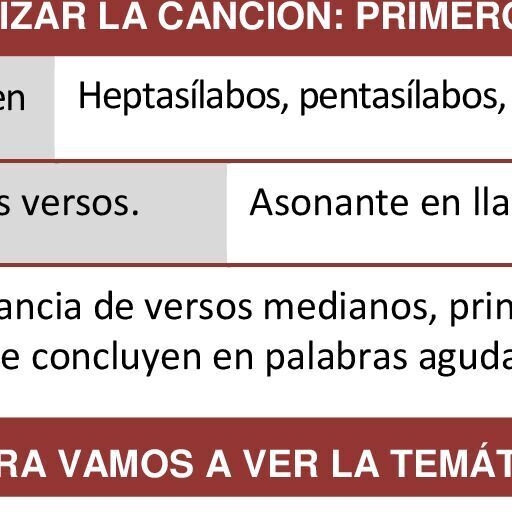 IZAR LA CANCIÓN: PRIMERO
en Heptasílabos, pentasílabos,
s versos. Asonante en lla
ancia de versos medianos, prin
e concluyen en palabras aguda
RA VAMOS A VER LA TEMÁT